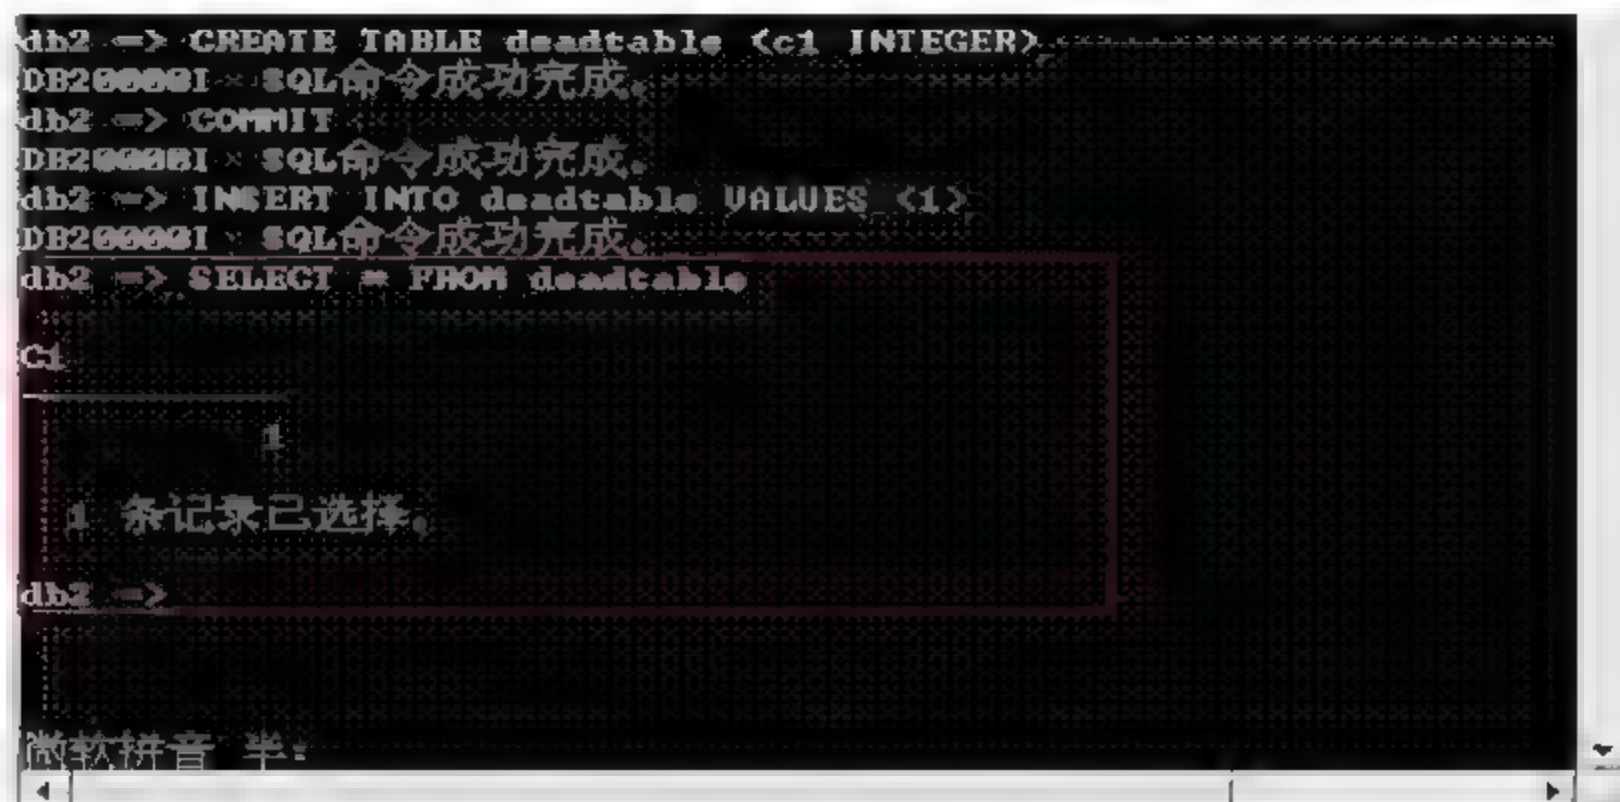 db2 => CREATE TABLE deadtable (c1 INTEGER)
DB20000I SQL命令成功完成。
db2 => COMMIT
DB20000I SQL命令成功完成。
db2 => INSERT INTO deadtable VALUES (1)
DB20000I SQL命令成功完成。
db2 => SELECT * FROM deadtable
C1
-----------
1
1 条记录已选择。
db2 =>
微软拼音 半: